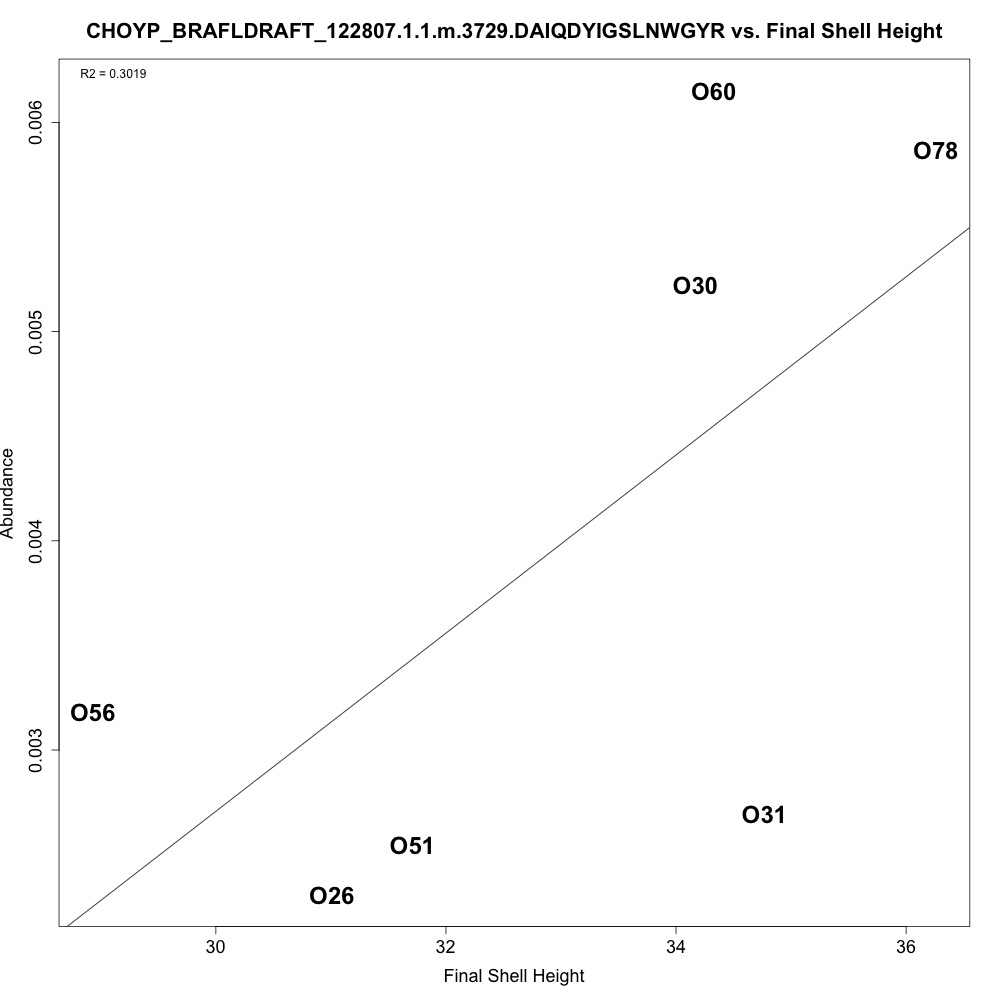 CHOYP_BRAFLDRAFT_122807.1.1.m.3729.DAIQDYIGSLNWGYR vs. Final Shell Height
R2 = 0.3019
O60
O78
O30
O56
O31
O51
O26
0.006
0.005
0.004
0.003
Abundance
30 32 34 36
Final Shell Height